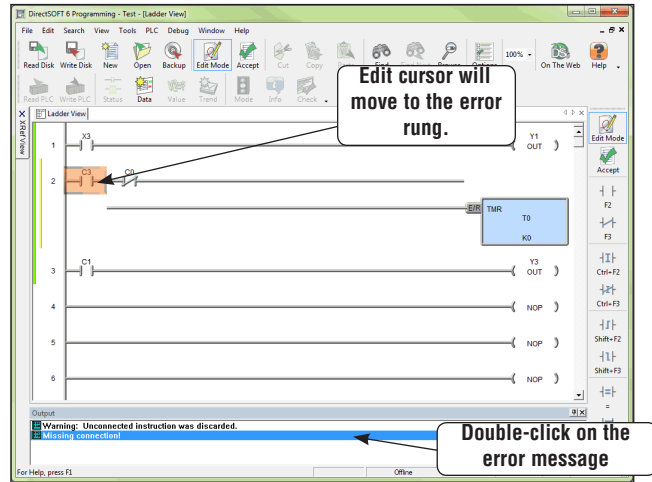 DirectSOFT 6 Programming - Test - [Ladder View]
File Edit Search View Tools PLC Debug Window Help
Read Disk Write Disk New Open Backup Edit Mode Accept Cut Copy 100% On The Web Help
Read PLC Write PLC Status Data Value Trend Mode Info Check
Edit cursor will
move to the error
rung.
XRef View
Ladder View
1 X3 Y1
OUT
2 C3 C0
E/R TMR
T0
K0
3 C1 Y3
OUT
4 NOP
5 NOP
6 NOP
Edit Mode
Accept
F2
F3
Ctrl+F2
Ctrl+F3
Shift+F2
Shift+F3
=
Output
Warning: Unconnected instruction was discarded.
Missing connection!
Double-click on the
error message
For Help, press F1
Offline